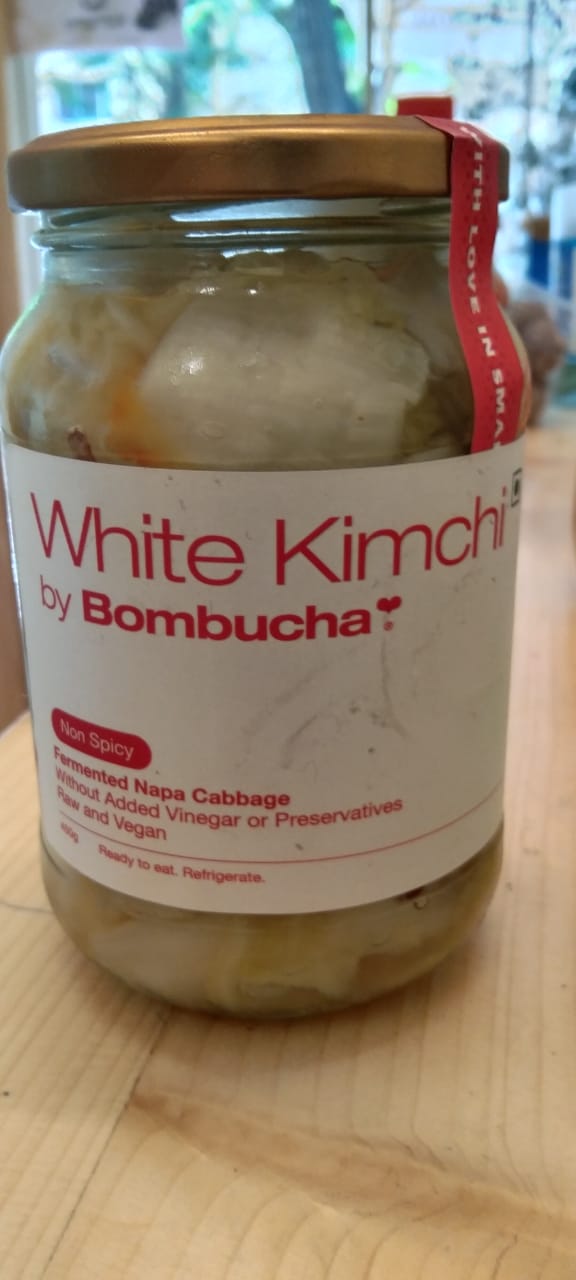 WITH LOVE IN SMA
White Kimchi
by Bombucha
Non Spicy
Fermented Napa Cabbage
Without Added Vinegar or Preservatives
Raw and Vegan
Ready to eat. Refrigerate.